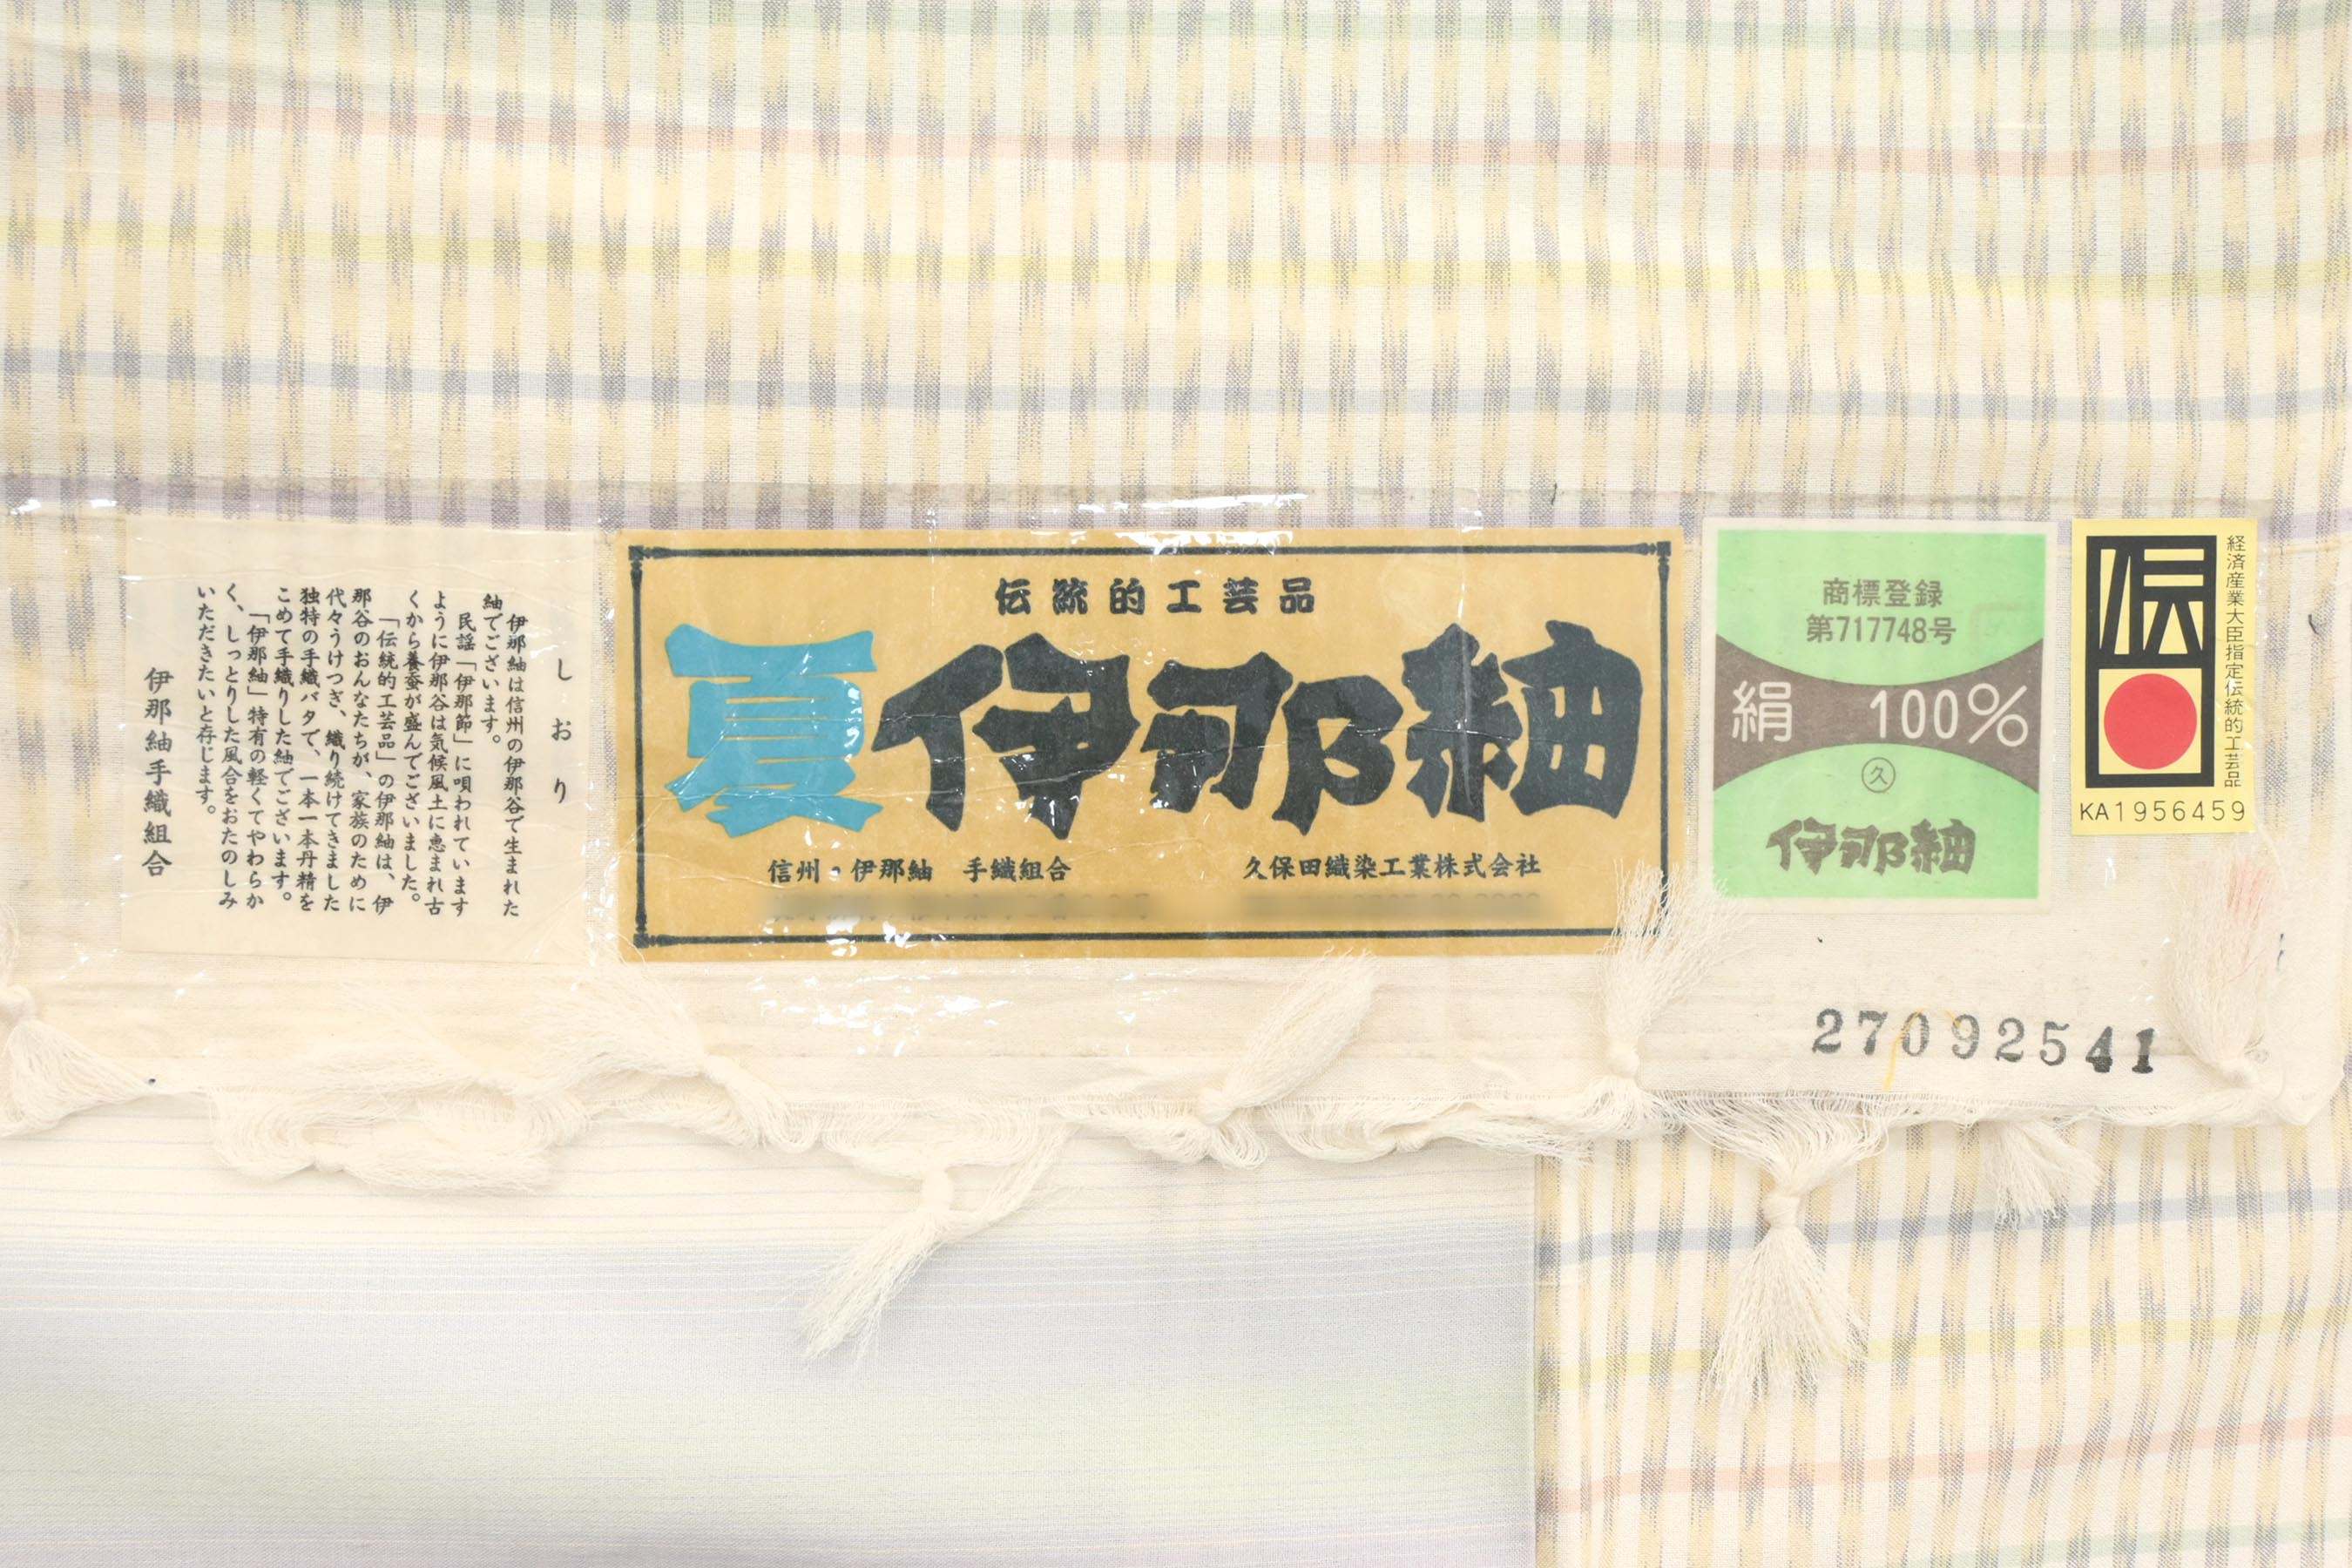 しおり
伊那紬は信州の伊那谷で生まれた
紬でございます。
民謡「伊那節」に唄われています
ように伊那谷は気候風土に恵まれ古
くから養蚕が盛んでございました。
「伝統的工芸品」の伊那紬は、伊
那谷のおんなたちが、家族のために
代々うけつぎ、織り続けてきました
独特の手織バタで、一本一本丹精を
こめて手織りした紬でございます。
「伊那紬」特有の軽くてやわらか
く、しっとりした風合をおたのしみ
いただきたいと存じます。
伊那紬手織組合
伝統的工芸品
夏伊那紬
信州・伊那紬 手織組合
久保田織染工業株式会社
商標登録
第717748号
絹 100%
久
伊那紬
伝
経済産業大臣指定伝統的工芸品
KA1956459
27092541